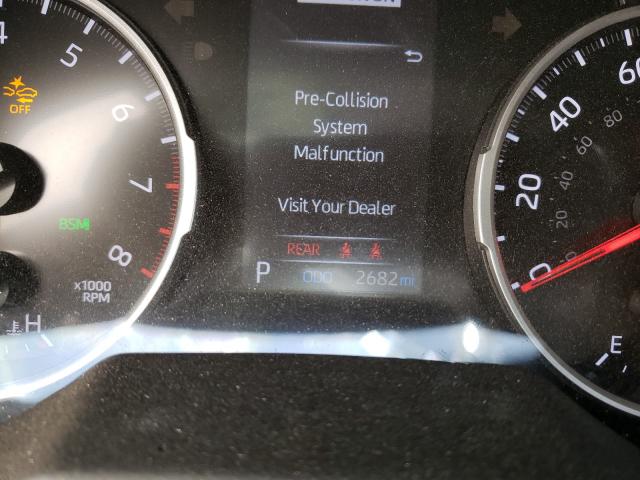 5
6
7
8
OFF
BSM
x1000
RPM
H
Pre-Collision
System
Malfunction
Visit Your Dealer
REAR
P ODO 2682 mi
60
40
20
0
80
60
40
20
0
E